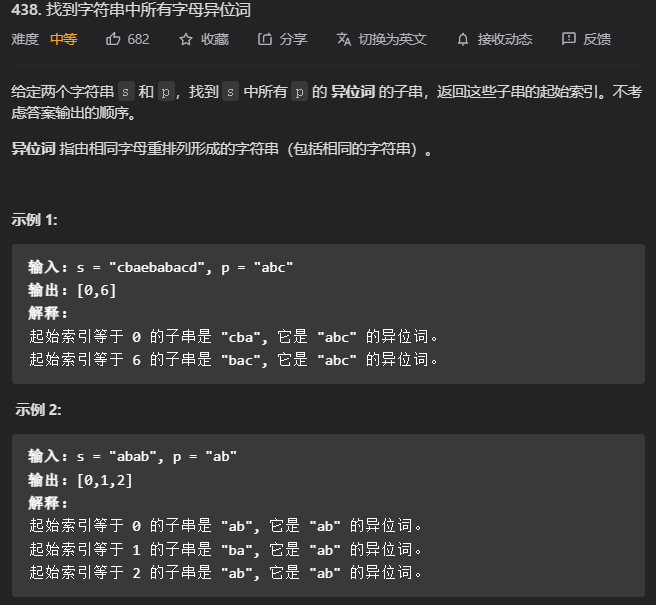 438. 找到字符串中所有字母异位词
难度 中等 682 收藏 分享 切换为英文 接收动态 反馈
给定两个字符串 s 和 p，找到 s 中所有 p 的 异位词 的子串，返回这些子串的起始索引。不考
虑答案输出的顺序。
异位词 指由相同字母重排列形成的字符串（包括相同的字符串）。
示例 1:
输入: s = "cbaebabacd", p = "abc"
输出: [0,6]
解释:
起始索引等于 0 的子串是 "cba", 它是 "abc" 的异位词。
起始索引等于 6 的子串是 "bac", 它是 "abc" 的异位词。
示例 2:
输入: s = "abab", p = "ab"
输出: [0,1,2]
解释:
起始索引等于 0 的子串是 "ab", 它是 "ab" 的异位词。
起始索引等于 1 的子串是 "ba", 它是 "ab" 的异位词。
起始索引等于 2 的子串是 "ab", 它是 "ab" 的异位词。